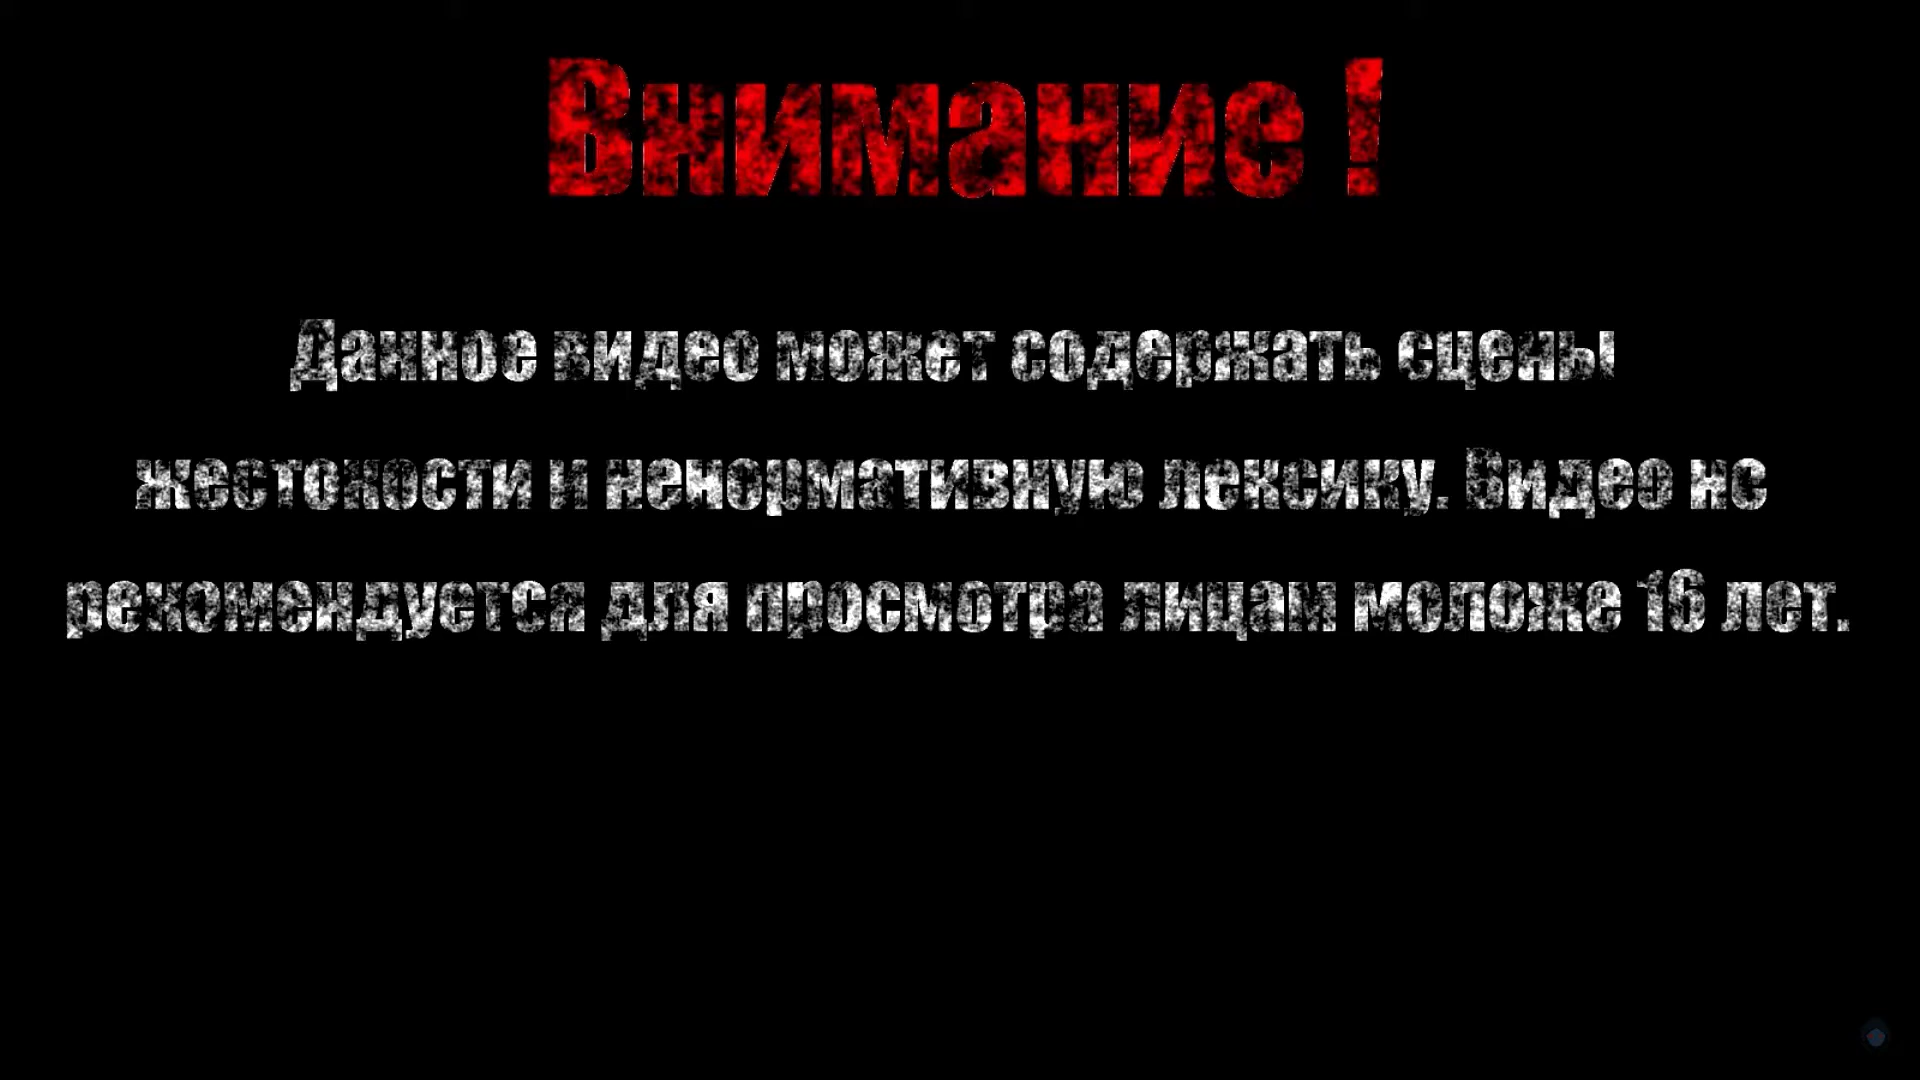 Внимание !
Данное видео может содержать сцены
жестокости и ненормативную лексику. Видео не
рекомендуется для просмотра лицам моложе 16 лет.